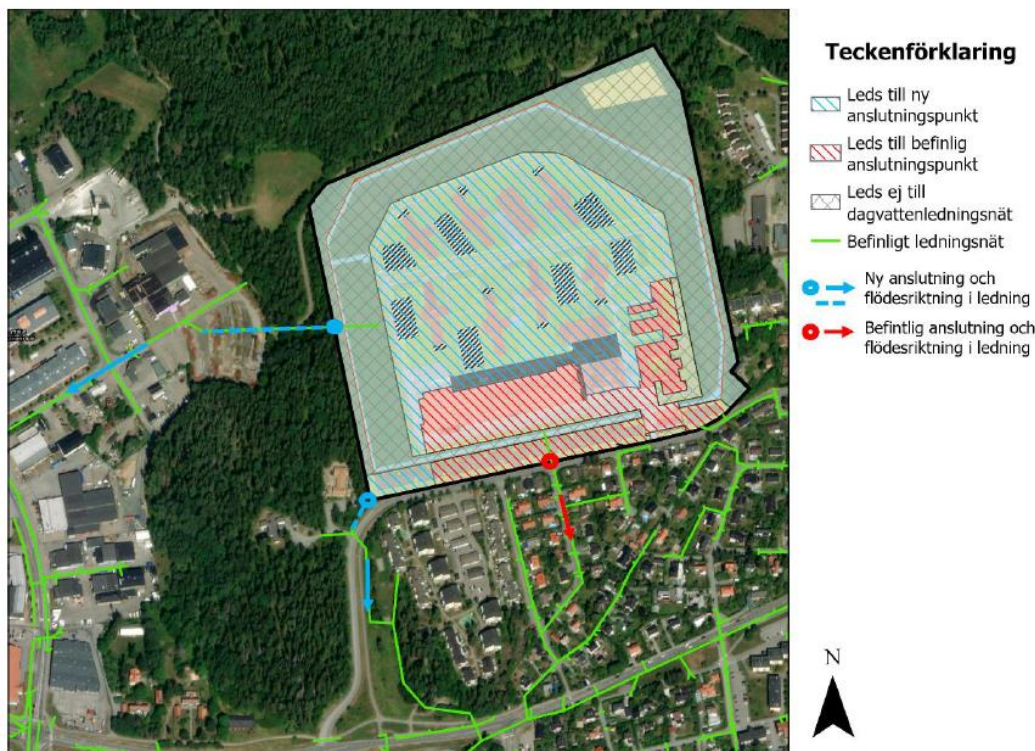 Teckenförklaring
Leds till ny
anslutningspunkt
Leds till befinlig
anslutningspunkt
Leds ej till
dagvattenledningsnät
Befinligt ledningsnät
Ny anslutning och
flödesriktning i ledning
Befintlig anslutning och
flödesriktning i ledning
N